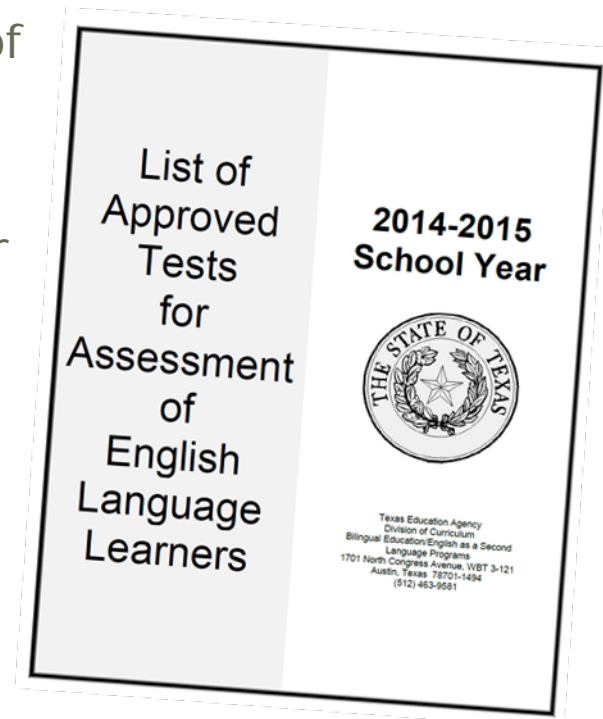 of
r
List of
Approved
Tests
for
Assessment
of
English
Language
Learners
2014-2015
School Year
THE STATE OF TEXAS
Texas Education Agency
Division of Curriculum
Bilingual Education/English as a Second
Language Programs
1701 North Congress Avenue, WBT 3-121
Austin, Texas 78701-1494
(512) 463-9581